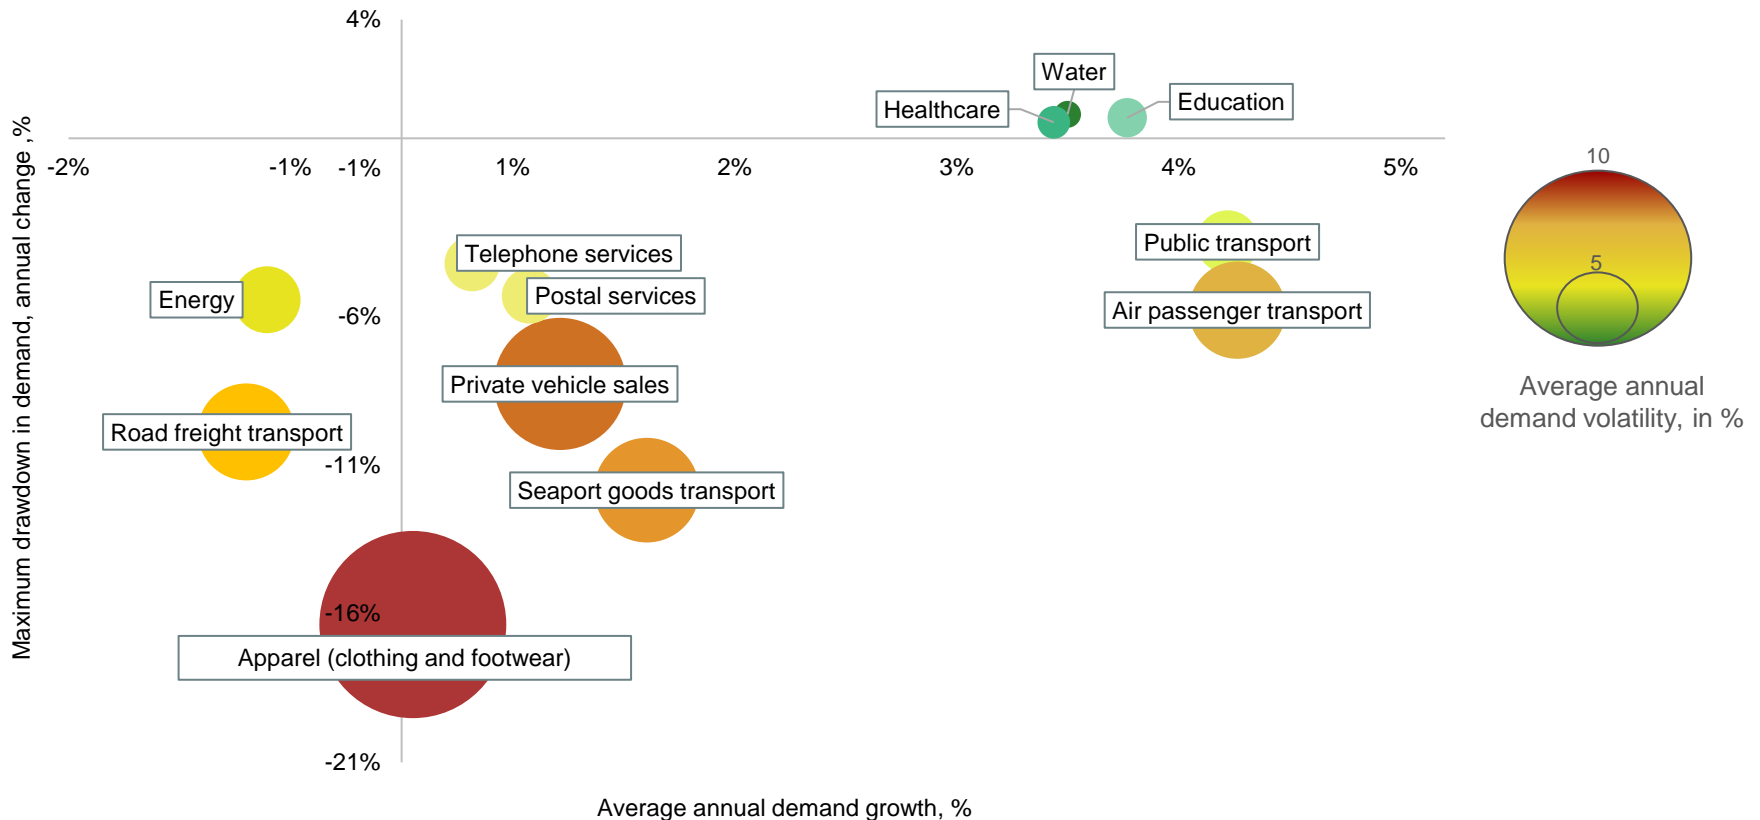 4%
Water
Healthcare
Education
-2%
-1%
-1%
1%
2%
3%
4%
5%
10
5
Average annual
demand volatility, in %
Maximum drawdown in demand, annual change ,%
Telephone services
Public transport
Energy
Postal services
Air passenger transport
-6%
Private vehicle sales
Road freight transport
-11%
Seaport goods transport
-16%
Apparel (clothing and footwear)
-21%
Average annual demand growth, %